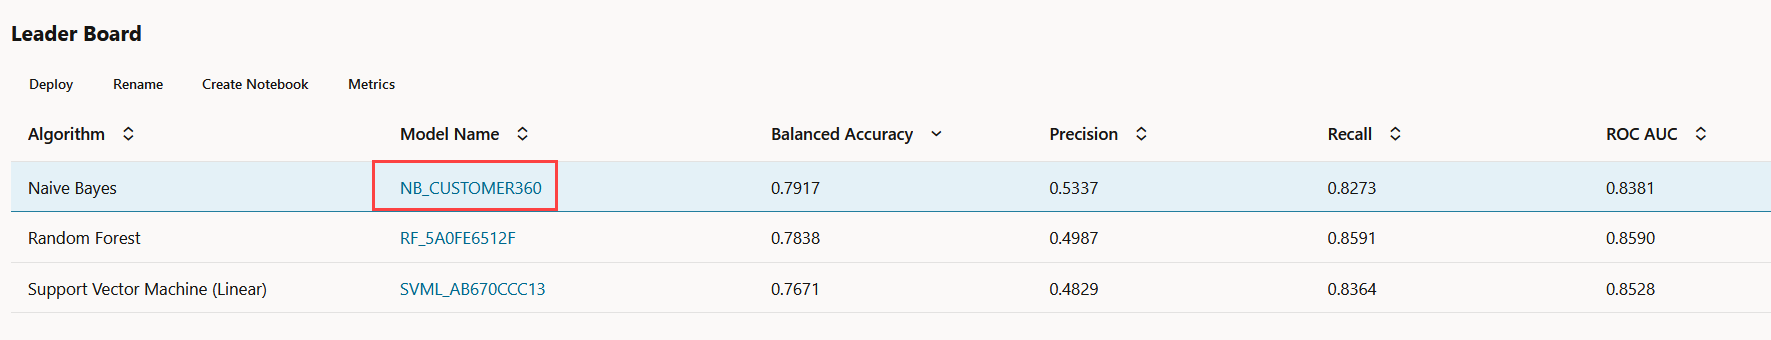 Leader Board
Deploy Rename Create Notebook Metrics
Algorithm Model Name Balanced Accuracy Precision Recall ROC AUC
Naive Bayes NB_CUSTOMER360 0.7917 0.5337 0.8273 0.8381
Random Forest RF_5A0FE6512F 0.7838 0.4987 0.8591 0.8590
Support Vector Machine (Linear) SVML_AB670CCC13 0.7671 0.4829 0.8364 0.8528